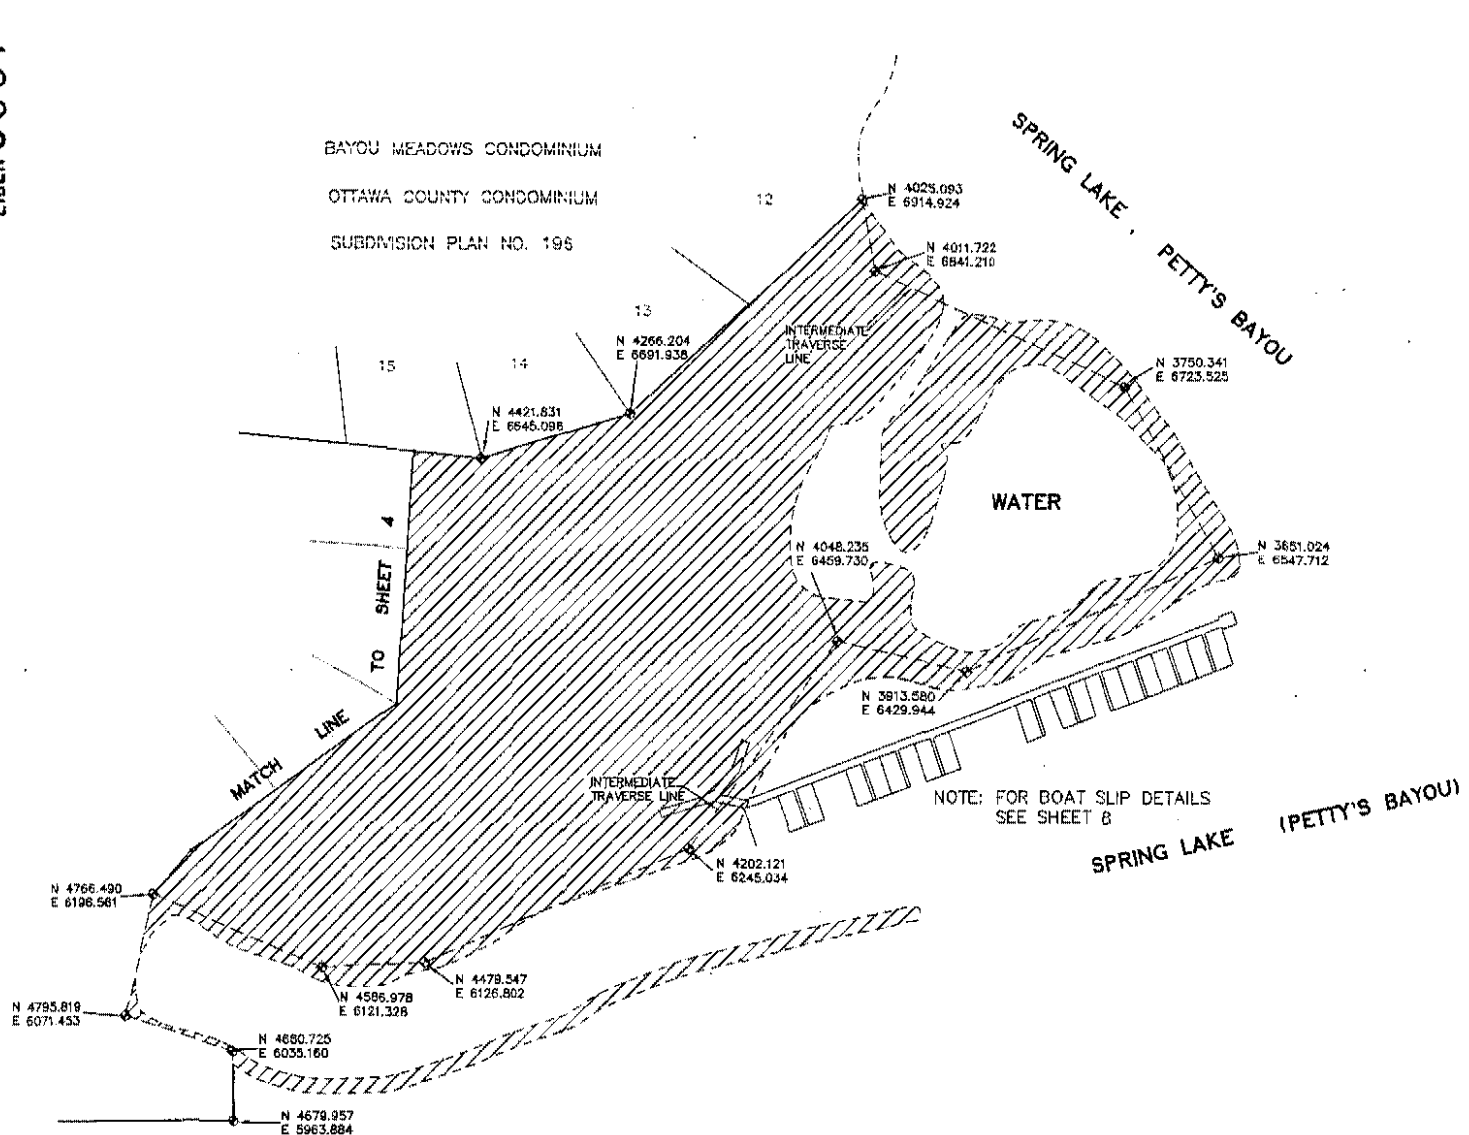 BAYOU MEADOWS CONDOMINIUM
OTTAWA COUNTY CONDOMINIUM
SUBDIVISION PLAN NO. 196
12
13
14
15
SPRING LAKE, PETTY'S BAYOU
N 4025.093
E 6914.924
N 4011.722
E 6841.210
INTERMEDIATE
TRAVERSE
LINE
N 4266.204
E 6691.938
N 3750.341
E 6723.525
N 4421.831
E 6645.098
WATER
N 4048.235
E 6459.730
N 3651.024
E 6547.712
MATCH LINE TO SHEET 4
N 3913.580
E 6429.944
INTERMEDIATE
TRAVERSE LINE
NOTE: FOR BOAT SLIP DETAILS
SEE SHEET 8
SPRING LAKE (PETTY'S BAYOU)
N 4202.121
E 6245.034
N 4766.490
E 6196.561
N 4479.547
E 6126.802
N 4586.978
E 6121.328
N 4795.819
E 6071.453
N 4680.725
E 6035.160
N 4679.957
E 5963.884